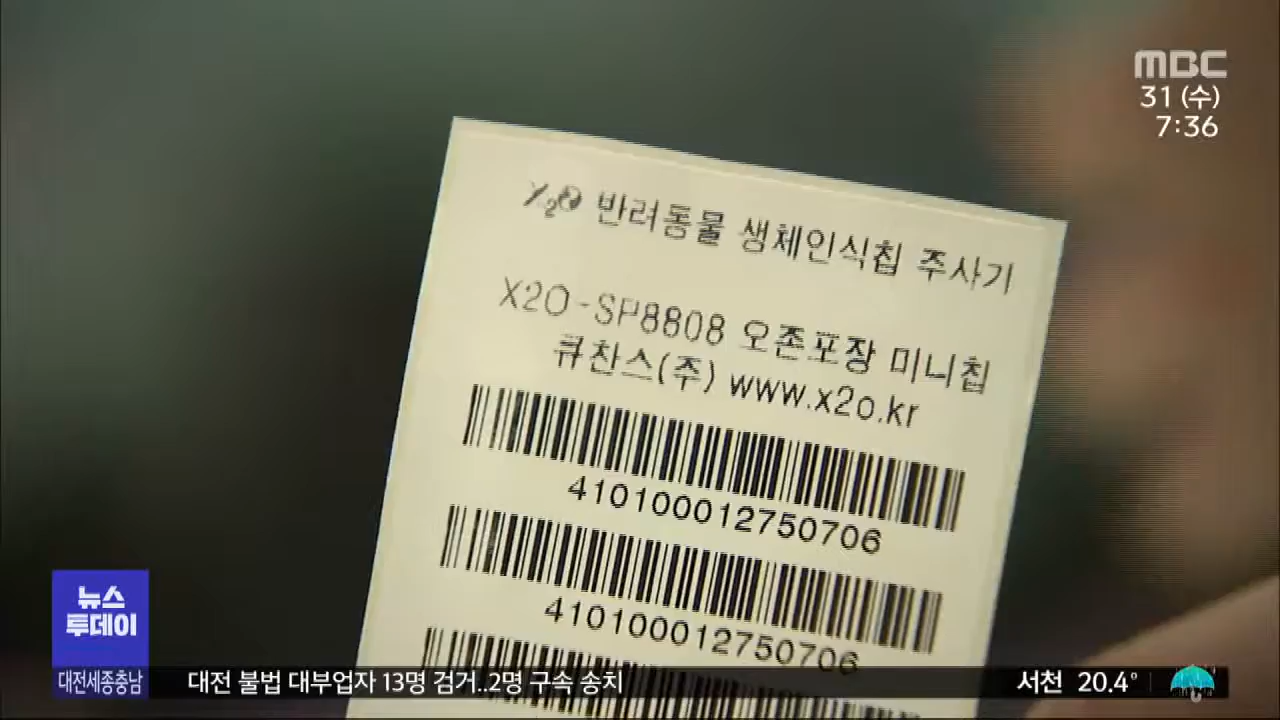 MBC
31 (수)
7:36
X2O 반려동물 생체인식칩 주사기
X2O-SP8808 오존포장 미니칩
큐찬스(주) www.x2o.kr
410100012750706
410100012750706
뉴스
투데이
대전세종충남
대전 불법 대부업자 13명 검거..2명 구속 송치
서천 20.4°